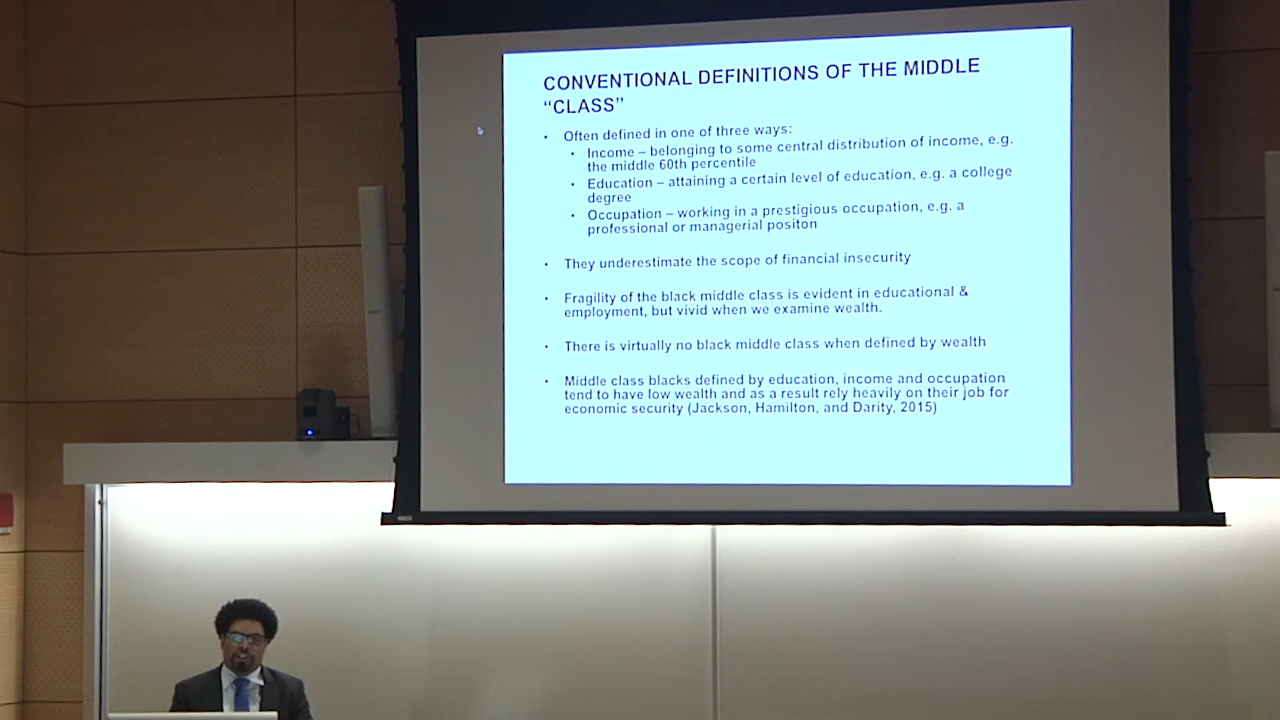 CONVENTIONAL DEFINITIONS OF THE MIDDLE
“CLASS”
• Often defined in one of three ways:
• Income – belonging to some central distribution of income, e.g.
the middle 60th percentile
• Education – attaining a certain level of education, e.g. a college
degree
• Occupation – working in a prestigious occupation, e.g. a
professional or managerial positon
• They underestimate the scope of financial insecurity
• Fragility of the black middle class is evident in educational &
employment, but vivid when we examine wealth.
• There is virtually no black middle class when defined by wealth
• Middle class blacks defined by education, income and occupation
tend to have low wealth and as a result rely heavily on their job for
economic security (Jackson, Hamilton, and Darity, 2015)